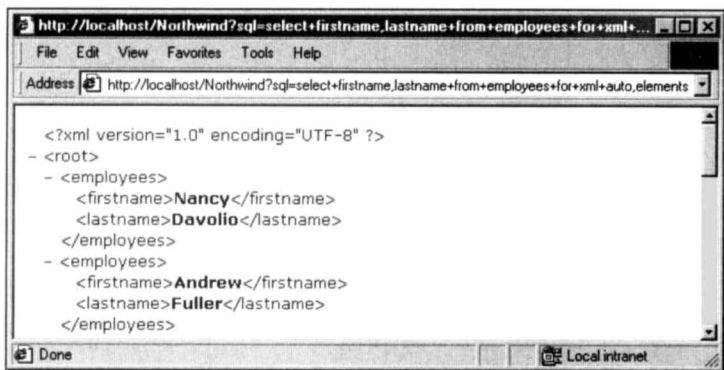 http://localhost/Northwind?sql=select+firstname,lastname+from+employees+for+xml+...
File Edit View Favorites Tools Help
Address http://localhost/Northwind?sql=select+firstname,lastname+from+employees+for+xml+auto,elements
<?xml version="1.0" encoding="UTF-8" ?>
- <root>
- <employees>
<firstname>Nancy</firstname>
<lastname>Davolio</lastname>
</employees>
- <employees>
<firstname>Andrew</firstname>
<lastname>Fuller</lastname>
</employees>
Done Local intranet